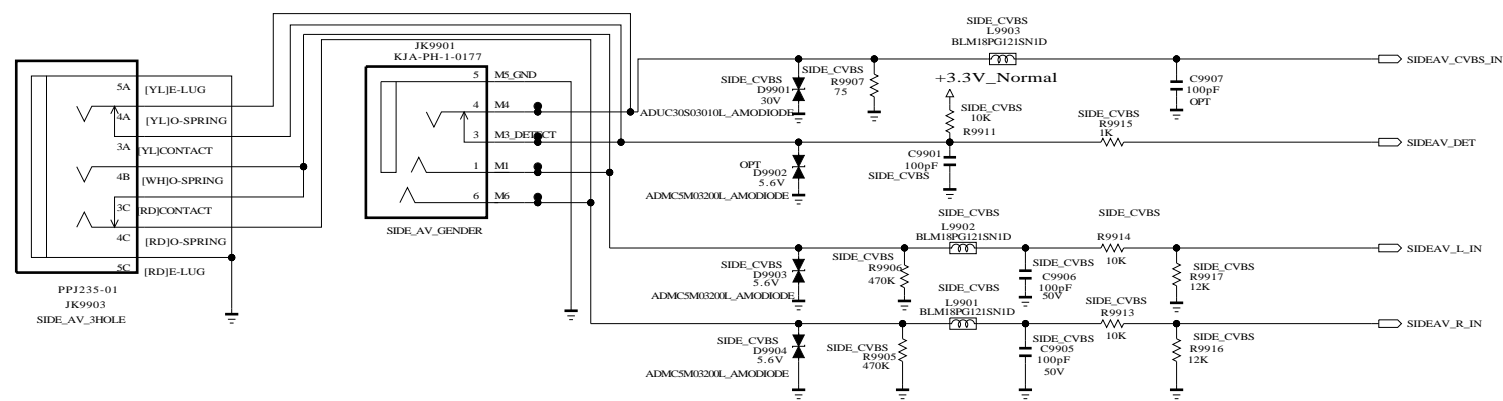 5A [YL]E-LUG
4A [YL]O-SPRING
3A [YL]CONTACT
4B [WH]O-SPRING
3C [RD]CONTACT
4C [RD]O-SPRING
5C [RD]E-LUG
PPJ235-01
JK9903
SIDE_AV_3HOLE
JK9901
KJA-PH-1-0177
5 M5_GND
4 M4
3 M3_DETECT
1 M1
6 M6
SIDE_AV_GENDER
SIDE_CVBS
D9901
30V
ADUC30S03010L_AMODIODE
SIDE_CVBS
R9907
75
SIDE_CVBS
L9903
BLM18PG121SN1D
C9907
100pF
OPT
SIDEAV_CVBS_IN
+3.3V_Normal
SIDE_CVBS
10K
R9911
SIDE_CVBS
R9915
1K
SIDEAV_DET
OPT
D9902
5.6V
ADMC5M03200L_AMODIODE
C9901
100pF
SIDE_CVBS
SIDE_CVBS
D9903
5.6V
ADMC5M03200L_AMODIODE
SIDE_CVBS
R9906
470K
SIDE_CVBS
L9902
BLM18PG121SN1D
SIDE_CVBS
C9906
100pF
50V
SIDE_CVBS
R9914
10K
SIDE_CVBS
R9917
12K
SIDEAV_L_IN
SIDE_CVBS
D9904
5.6V
ADMC5M03200L_AMODIODE
SIDE_CVBS
R9905
470K
SIDE_CVBS
L9901
BLM18PG121SN1D
SIDE_CVBS
C9905
100pF
50V
SIDE_CVBS
R9913
10K
SIDE_CVBS
R9916
12K
SIDEAV_R_IN